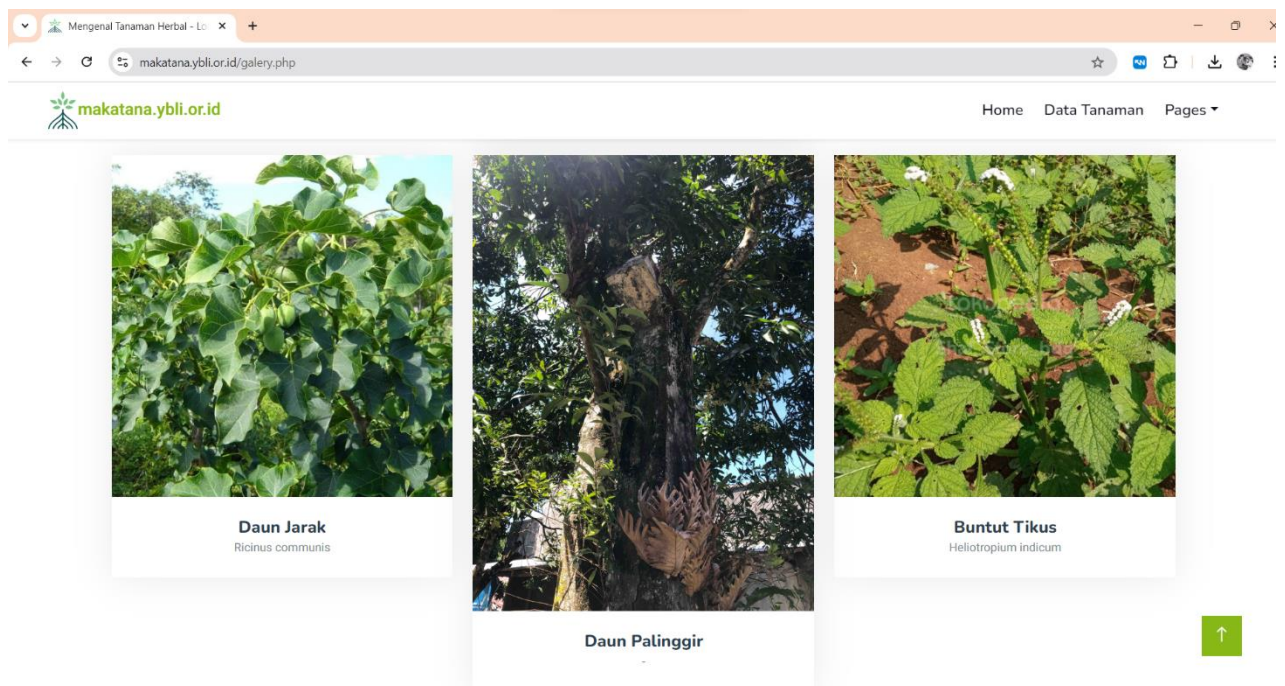 Mengenal Tanaman Herbal - Lo
makatana.ybli.or.id/galery.php
makatana.ybli.or.id
Home Data Tanaman Pages
Daun Jarak
Ricinus communis
Daun Palinggir
-
Buntut Tikus
Heliotropium indicum